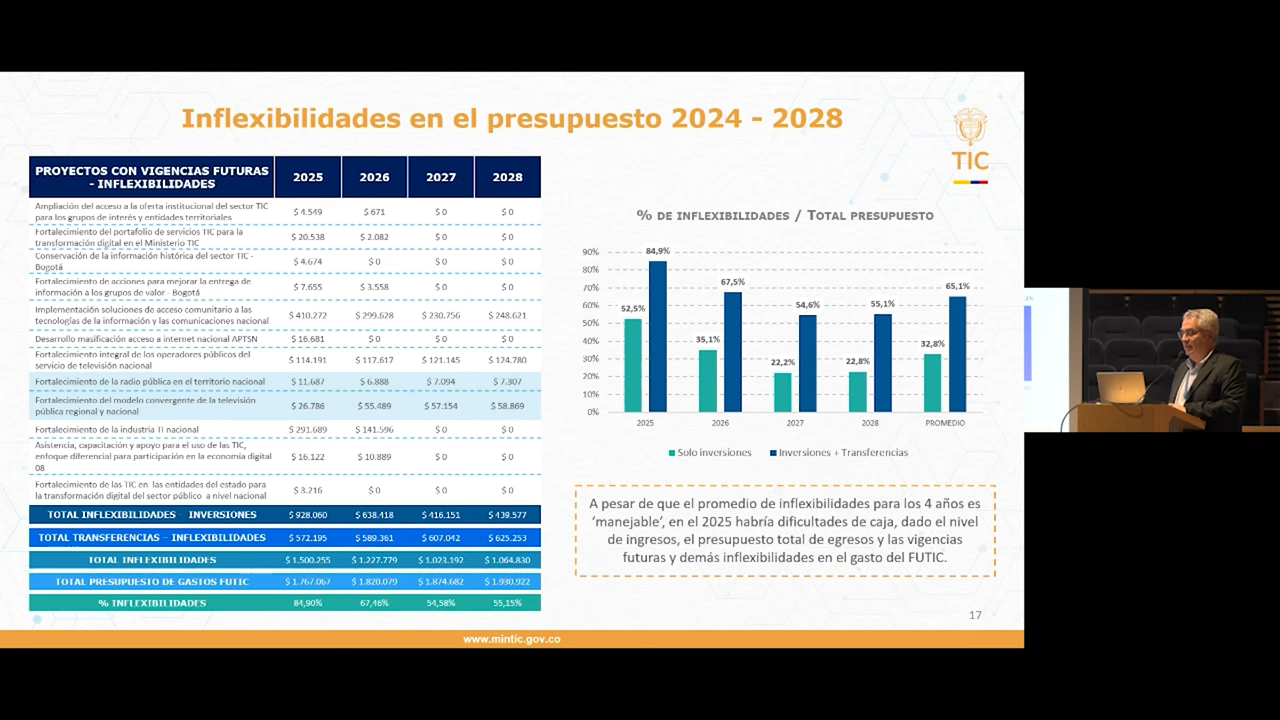 Inflexibilidades en el presupuesto 2024 - 2028
TIC
PROYECTOS CON VIGENCIAS FUTURAS
- INFLEXIBILIDADES
2025 2026 2027 2028
Ampliación del acceso a la oferta institucional del sector TIC
para los grupos de interés y entidades territoriales
$ 4.549 $ 671 $ 0 $ 0
Fortalecimiento del portafolio de servicios TIC para la
transformación digital en el Ministerio TIC
$ 20.538 $ 2.082 $ 0 $ 0
Conservación de la información histórica del sector TIC -
Bogotá
$ 4.674 $ 0 $ 0 $ 0
Fortalecimiento de acciones para mejorar la entrega de
información a los grupos de valor - Bogotá
$ 7.655 $ 3.558 $ 0 $ 0
Implementación soluciones de acceso comunitario a las
tecnologías de la información y las comunicaciones nacional
$ 410.272 $ 299.628 $ 230.756 $ 248.621
Desarrollo masificación acceso a internet nacional APTSN
$ 16.681 $ 0 $ 0 $ 0
Fortalecimiento integral de los operadores públicos del
servicio de televisión nacional
$ 114.191 $ 117.617 $ 121.145 $ 124.780
Fortalecimiento de la radio pública en el territorio nacional
$ 11.687 $ 6.888 $ 7.094 $ 7.307
Fortalecimiento del modelo convergente de la televisión
pública regional y nacional
$ 26.786 $ 55.489 $ 57.154 $ 58.869
Fortalecimiento de la industria TI nacional
$ 291.689 $ 141.596 $ 0 $ 0
Asistencia, capacitación y apoyo para el uso de las TIC,
enfoque diferencial para participación en la economía digital
08
$ 16.122 $ 10.889 $ 0 $ 0
Fortalecimiento de las TIC en las entidades del estado para
la transformación digital del sector público a nivel nacional
$ 3.216 $ 0 $ 0 $ 0
TOTAL INFLEXIBILIDADES - INVERSIONES $ 928.060 $ 638.418 $ 416.151 $ 439.577
TOTAL TRANSFERENCIAS – INFLEXIBILIDADES $ 572.195 $ 589.361 $ 607.042 $ 625.253
TOTAL INFLEXIBILIDADES $ 1.500.255 $ 1.227.779 $ 1.023.192 $ 1.064.830
TOTAL PRESUPUESTO DE GASTOS FUTIC $ 1.767.067 $ 1.820.079 $ 1.874.682 $ 1.930.922
% INFLEXIBILIDADES 84,90% 67,46% 54,58% 55,15%
% DE INFLEXIBILIDADES / TOTAL PRESUPUESTO
90%
80%
70%
60%
50%
40%
30%
20%
10%
0%
52,5% 84,9%
35,1% 67,5%
22,2% 54,6%
22,8% 55,1%
32,8% 65,1%
2025 2026 2027 2028 PROMEDIO
Solo inversiones Inversiones + Transferencias
A pesar de que el promedio de inflexibilidades para los 4 años es
‘manejable’, en el 2025 habría dificultades de caja, dado el nivel
de ingresos, el presupuesto total de egresos y las vigencias
futuras y demás inflexibilidades en el gasto del FUTIC.
17
www.mintic.gov.co